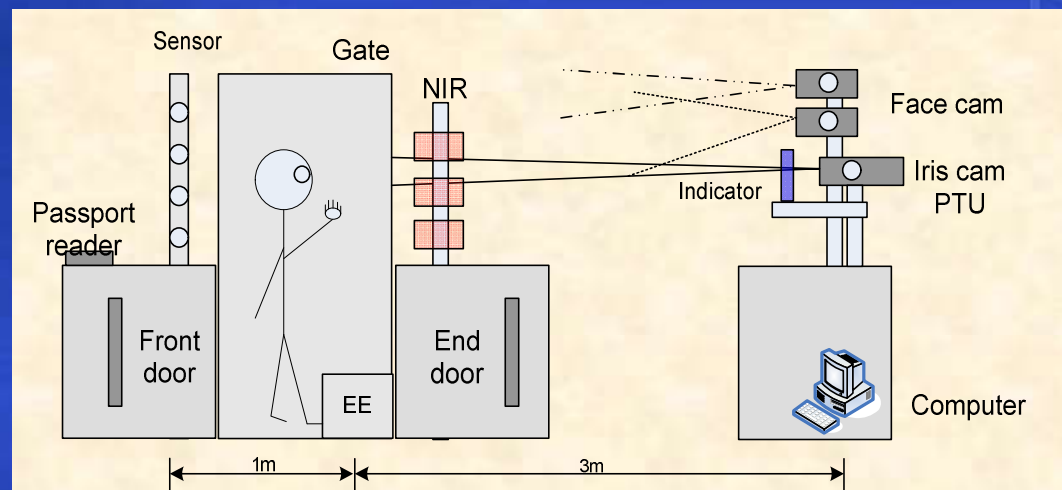 Sensor
Gate
NIR
Face cam
Iris cam
PTU
Indicator
Passport
reader
Front
door
End
door
EE
Computer
1m
3m